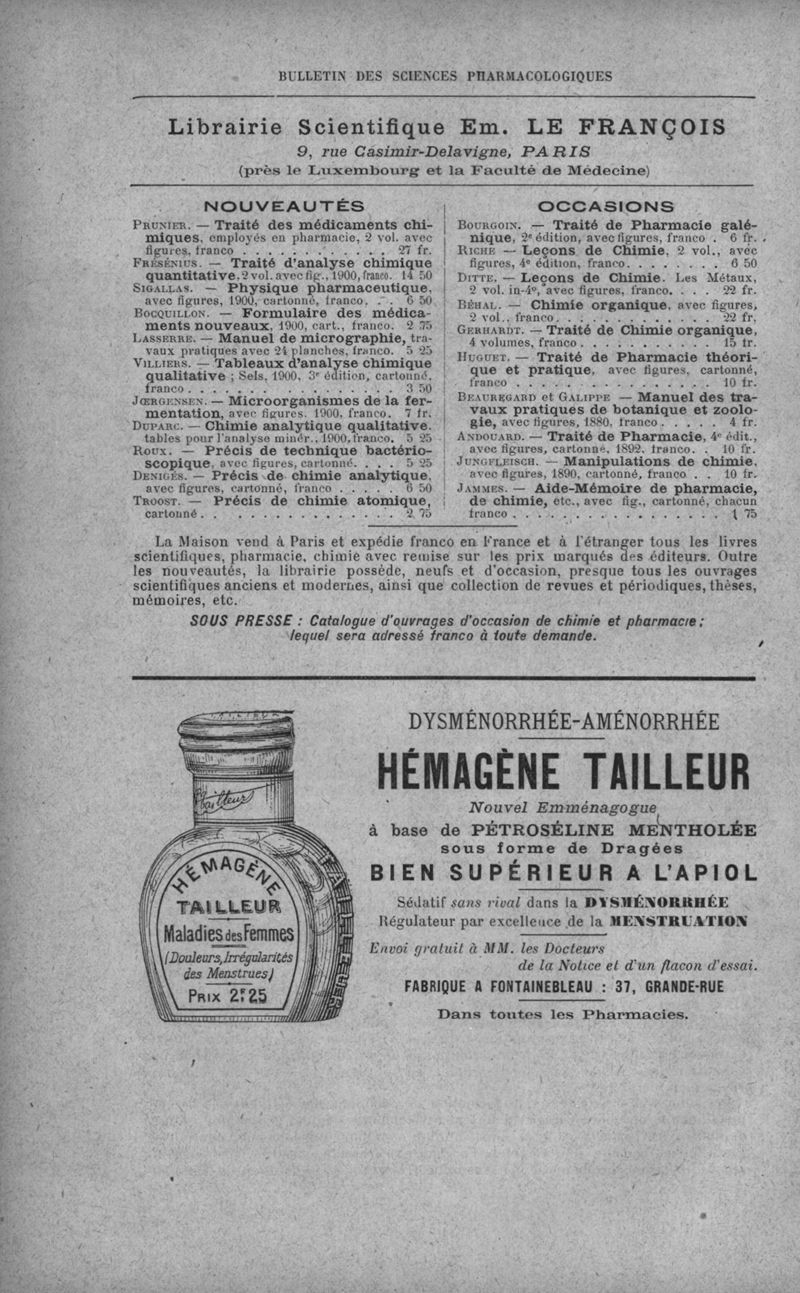 BULLETIN DES SCIENCES PHARMACOLOGIQUES
Librairie Scientifique Em. LE FRANÇOIS
9, rue Casimir-Delavigne, PARIS
(près le Luxembourg et la Faculté de Médecine)
NOUVEAUTÉS
PRUNIER. — Traité des médicaments chi-
miques, employés en pharmacie, 2 vol. avec
figures, franco . . . . . . . . . . . 27 fr.
FRÉSÉNIUS. — Traité d'analyse chimique
quantitative. 2 vol. avec fig., 1900, franco. 14 50
SIGALLAS. — Physique pharmaceutique,
avec figures, 1900, cartonné, franco. . . 6 50
BOCQUILLON. — Formulaire des médica-
ments nouveaux, 1900, cart., franco. 2 75
LASSERRE. — Manuel de micrographie, tra-
vaux pratiques avec 24 planches, franco. 5 25
VILLIERS. — Tableaux d'analyse chimique
qualitative ; Sels, 1900, 3e édition, cartonné,
franco . . . . . . . . . . . . . . . . 3 50
JŒRGENSEN. — Microorganismes de la fer-
mentation, avec figures. 1900, franco. 7 fr.
DUPARC. — Chimie analytique qualitative.
tables pour l'analyse minér., 1900, franco. 5 25
ROUX. — Précis de technique bactério-
scopique, avec figures, cartonné. . . . 5 25
DENIGÈS. — Précis de chimie analytique,
avec figures, cartonné, franco . . . . . 6 50
TROOST. — Précis de chimie atomique,
cartonné . . . . . . . . . . . . . . . 2 75
OCCASIONS
BOURGOIN. — Traité de Pharmacie galé-
nique, 2e édition, avec figures, franco . 6 fr.
RICHE — Leçons de Chimie, 2 vol., avec
figures, 4e édition, franco. . . . . . . . 6 50
DITTE. — Leçons de Chimie. Les Métaux,
2 vol. in-4°, avec figures, franco. . . . 22 fr.
BÉHAL. — Chimie organique, avec figures,
2 vol., franco. . . . . . . . . . . . . 22 fr.
GERHARDT. — Traité de Chimie organique,
4 volumes, franco . . . . . . . . . . 15 fr.
HUGUET. — Traité de Pharmacie théori-
que et pratique, avec figures, cartonné,
franco . . . . . . . . . . . . . . . . 10 fr.
BEAUREGARD et GALIPPE — Manuel des tra-
vaux pratiques de botanique et zoolo-
gie, avec figures, 1880, franco . . . . . 4 fr.
ANDOUARD. — Traité de Pharmacie, 4e édit.,
avec figures, cartonné, 1892, franco. . 10 fr.
JUNGFLEISCH. — Manipulations de chimie,
avec figures, 1890, cartonné, franco . . 10 fr.
JAMMES. — Aide-Mémoire de pharmacie,
de chimie, etc., avec fig., cartonné, chacun
franco . . . . . . . . . . . . . . . . 1 75
La Maison vend à Paris et expédie franco en France et à l'étranger tous les livres
scientifiques, pharmacie, chimie avec remise sur les prix marqués des éditeurs. Outre
les nouveautés, la librairie possède, neufs et d'occasion, presque tous les ouvrages
scientifiques anciens et modernes, ainsi que collection de revues et périodiques, thèses,
mémoires, etc.
SOUS PRESSE : Catalogue d'ouvrages d'occasion de chimie et pharmacie ;
lequel sera adressé franco à toute demande.
DYSMÉNORRHÉE-AMÉNORRHÉE
HÉMAGÈNE TAILLEUR
Nouvel Emménagogue
à base de PÉTROSÉLINE MENTHOLÉE
sous forme de Dragées
BIEN SUPÉRIEUR A L'APIOL
Sédatif sans rival dans la DYSMÉNORRHÉE
Régulateur par excellence de la MENSTRUATION
Envoi gratuit à MM. les Docteurs
de la Notice et d'un flacon d'essai.
FABRIQUE A FONTAINEBLEAU : 37, GRANDE-RUE
Dans toutes les Pharmacies.
Tailleur
HÉMAGÈNE
TAILLEUR
Maladies des Femmes
(Douleurs, Irrégularités
des Menstrues)
PRIX 2F25